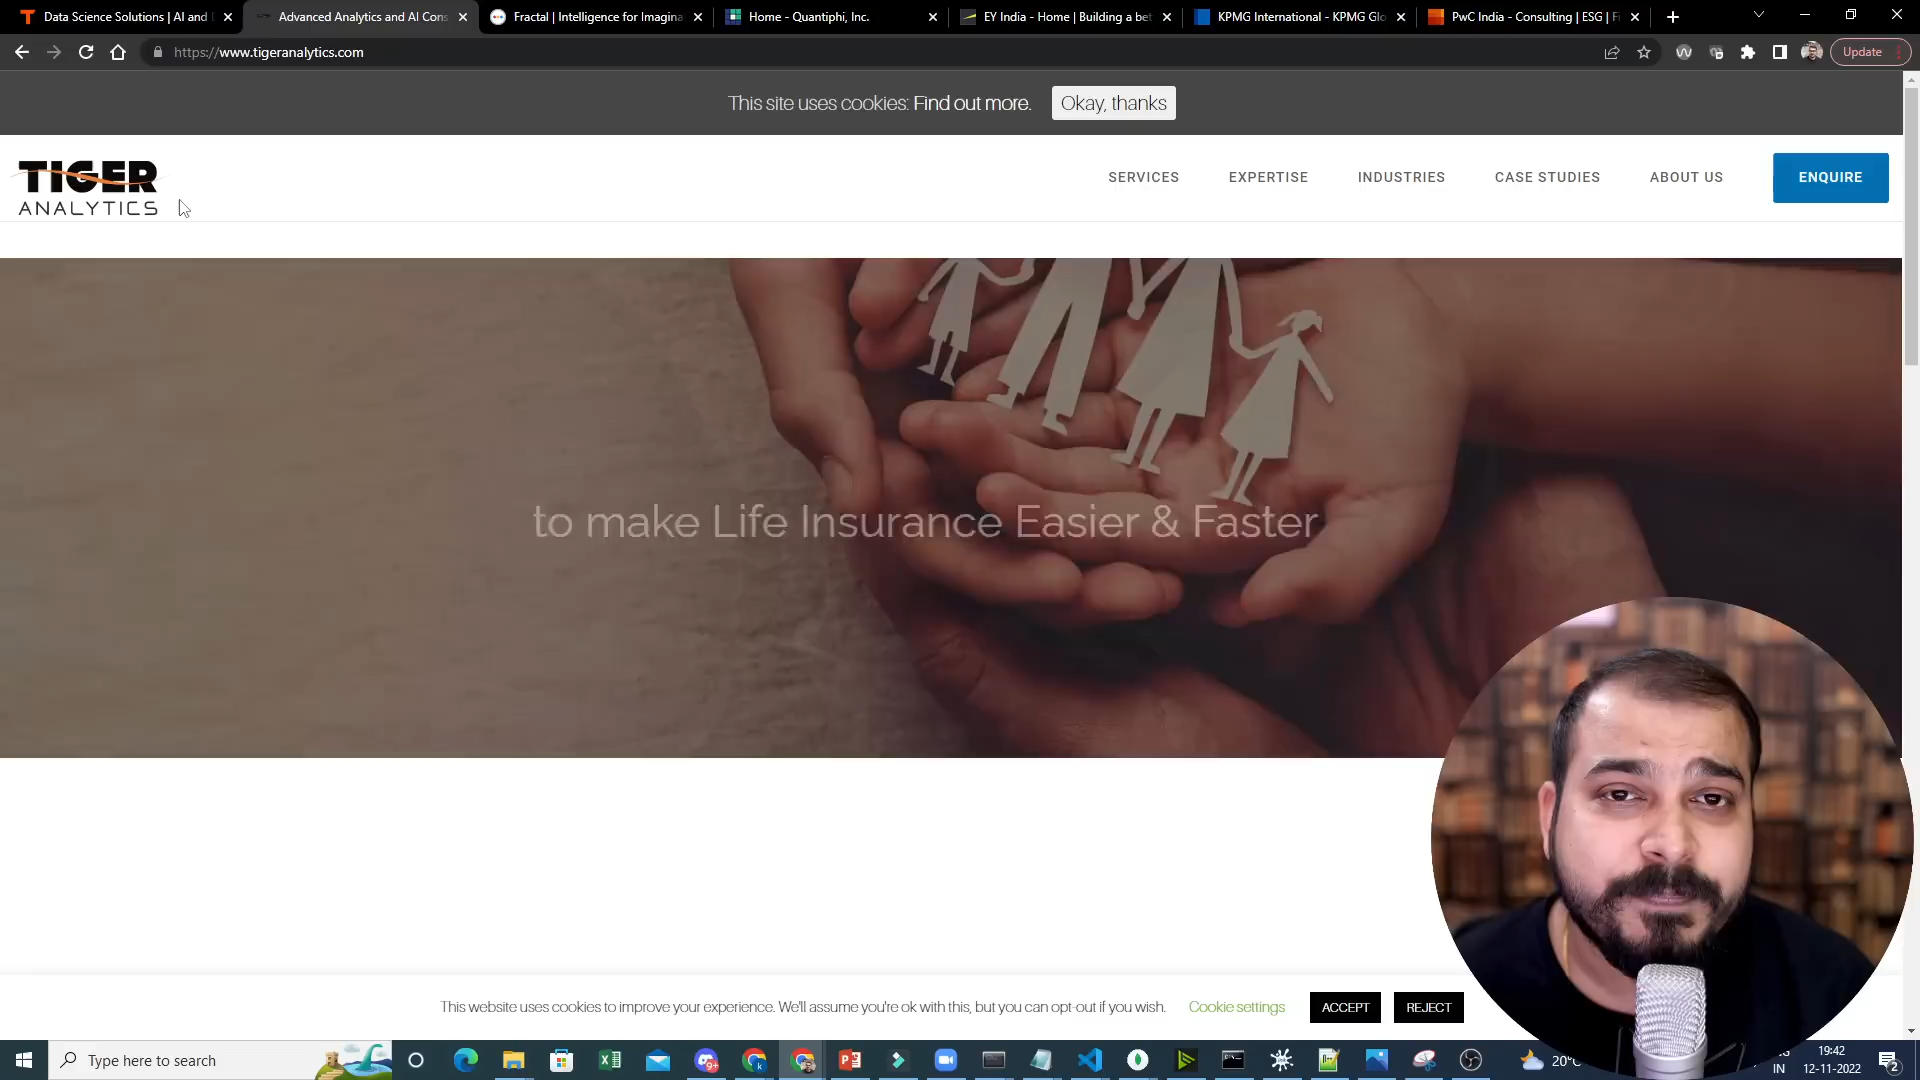 Data Science Solutions | AI and
Advanced Analytics and AI Cons
Fractal | Intelligence for Imagina
Home - Quantiphi, Inc.
EY India - Home | Building a bet
KPMG International - KPMG Glo
PwC India - Consulting | ESG | Fi
https://www.tigeranalytics.com
Update
This site uses cookies: Find out more.
Okay, thanks
TIGER
ANALYTICS
SERVICES
EXPERTISE
INDUSTRIES
CASE STUDIES
ABOUT US
ENQUIRE
to make Life Insurance Easier & Faster
This website uses cookies to improve your experience. We'll assume you're ok with this, but you can opt-out if you wish.
Cookie settings
ACCEPT
REJECT
Type here to search
20°
IN
19:42
12-11-2022
2